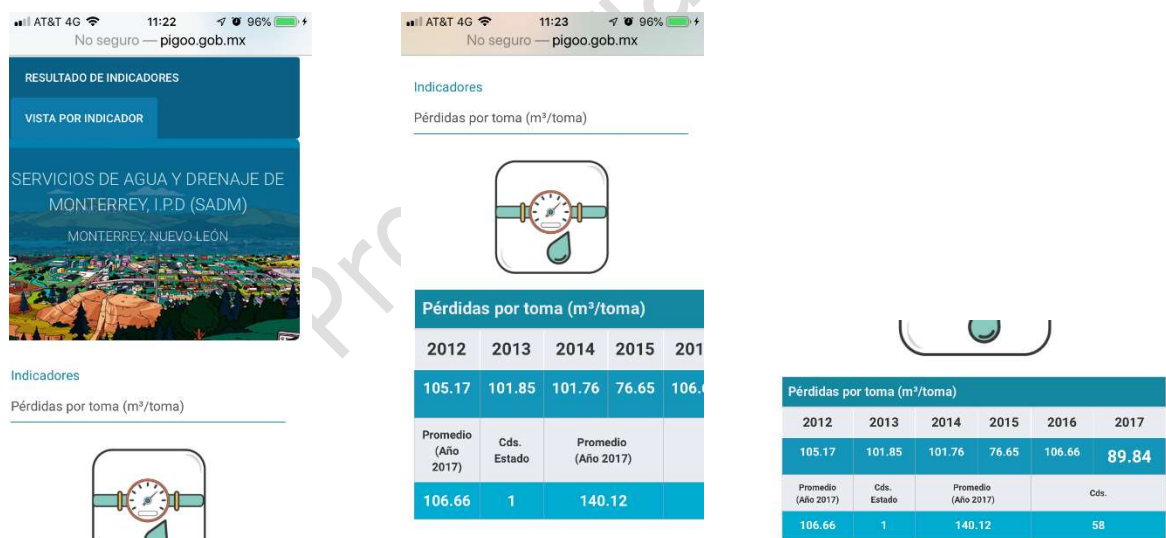 AT&T 4G 11:22 96%
No seguro — pigoo.gob.mx
RESULTADO DE INDICADORES
VISTA POR INDICADOR
SERVICIOS DE AGUA Y DRENAJE DE
MONTERREY, I.P.D (SADM)
MONTERREY, NUEVO LEÓN
Indicadores
Pérdidas por toma (m³/toma)
AT&T 4G 11:23 96%
No seguro — pigoo.gob.mx
Indicadores
Pérdidas por toma (m³/toma)
Pérdidas por toma (m³/toma)
2012 2013 2014 2015 201
105.17 101.85 101.76 76.65 106.
Promedio (Año 2017) Cds. Estado Promedio (Año 2017)
106.66 1 140.12
Pérdidas por toma (m³/toma)
2012 2013 2014 2015 2016 2017
105.17 101.85 101.76 76.65 106.66 89.84
Promedio (Año 2017) Cds. Estado Promedio (Año 2017) Cds.
106.66 1 140.12 58